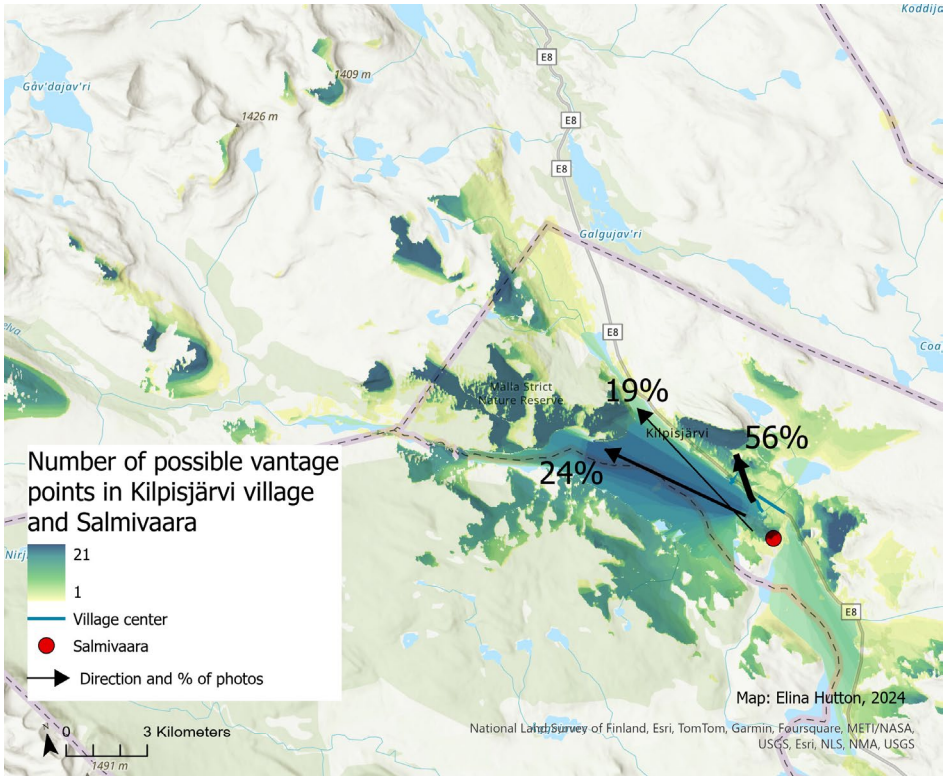 Koddija
E8
1409 m
Gâv'dajav'ri
1426 m
E8
E8
Galgujav'ri
elva
E8
Coa
Malla Strict
Nature Reserve
19%
Kilpisjärvi
56%
24%
Number of possible vantage
points in Kilpisjärvi village
and Salmivaara
21
1
Village center
Salmivaara
Direction and % of photos
Nirj
E8
Map: Elina Hutton, 2024
N
0 3 Kilometers
1491 m
National Land Survey of Finland, Esri, TomTom, Garmin, Foursquare, METI/NASA,
USGS, Esri, NLS, NMA, USGS